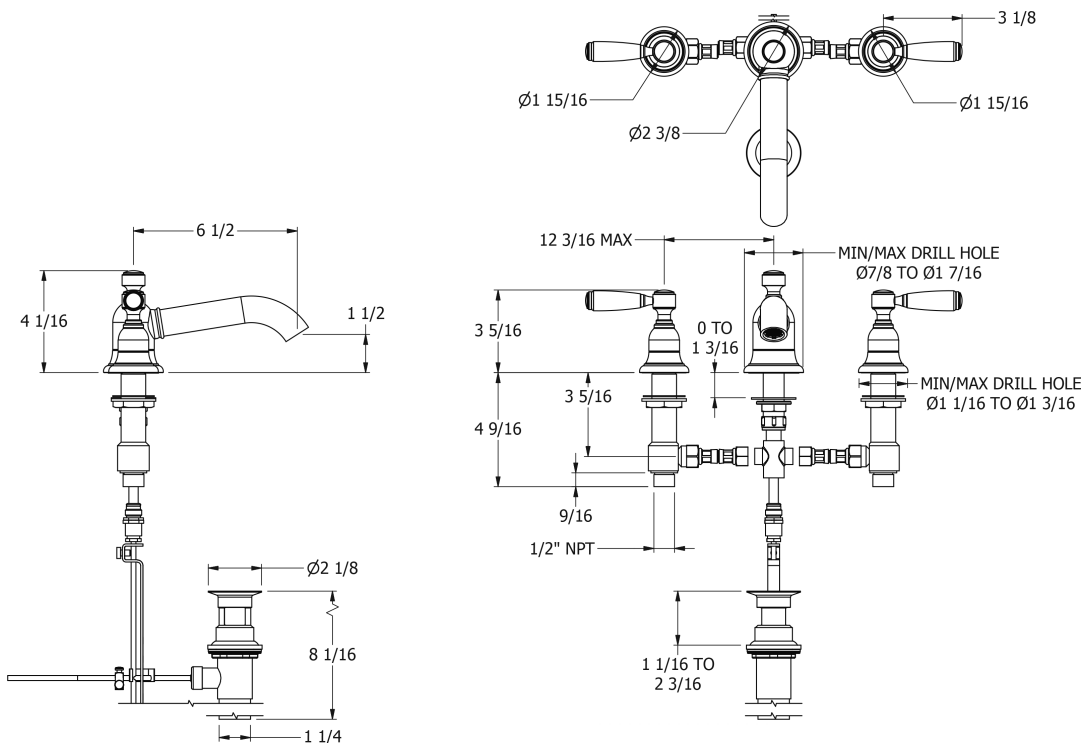 3 1/8
Ø1 15/16
Ø1 15/16
Ø2 3/8
6 1/2
12 3/16 MAX
MIN/MAX DRILL HOLE
Ø7/8 TO Ø1 7/16
4 1/16
1 1/2
3 5/16
0 TO
1 3/16
3 5/16
MIN/MAX DRILL HOLE
Ø1 1/16 TO Ø1 3/16
4 9/16
9/16
1/2" NPT
Ø2 1/8
8 1/16
1 1/16 TO
2 3/16
1 1/4